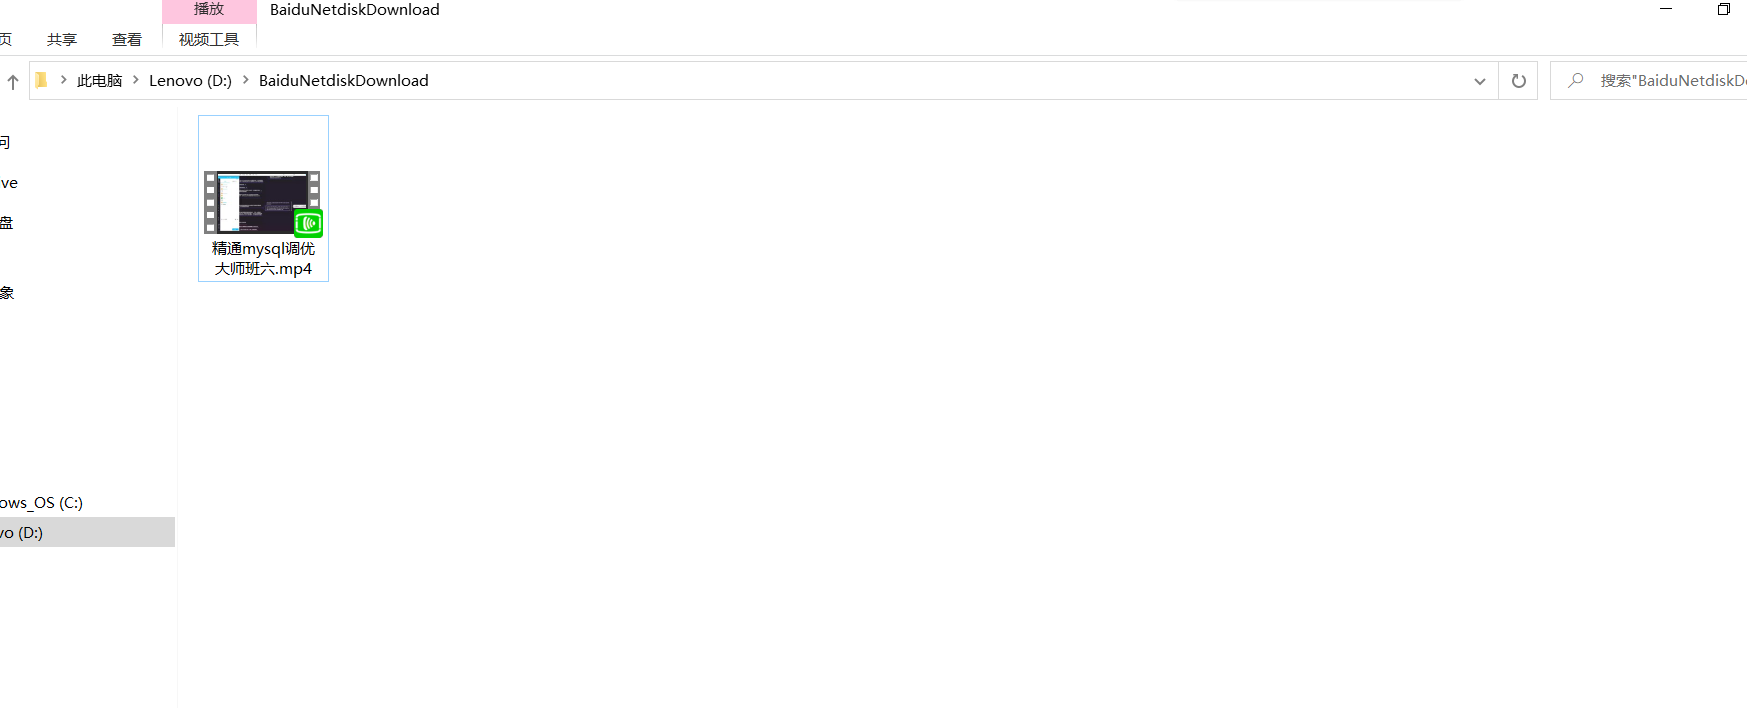 播放
BaiduNetdiskDownload
页
共享
查看
视频工具
此电脑
Lenovo (D:)
BaiduNetdiskDownload
搜索"BaiduNetdiskD
问
ive
盘
象
ows_OS (C:)
vo (D:)
精通mysql调优
大师班六.mp4